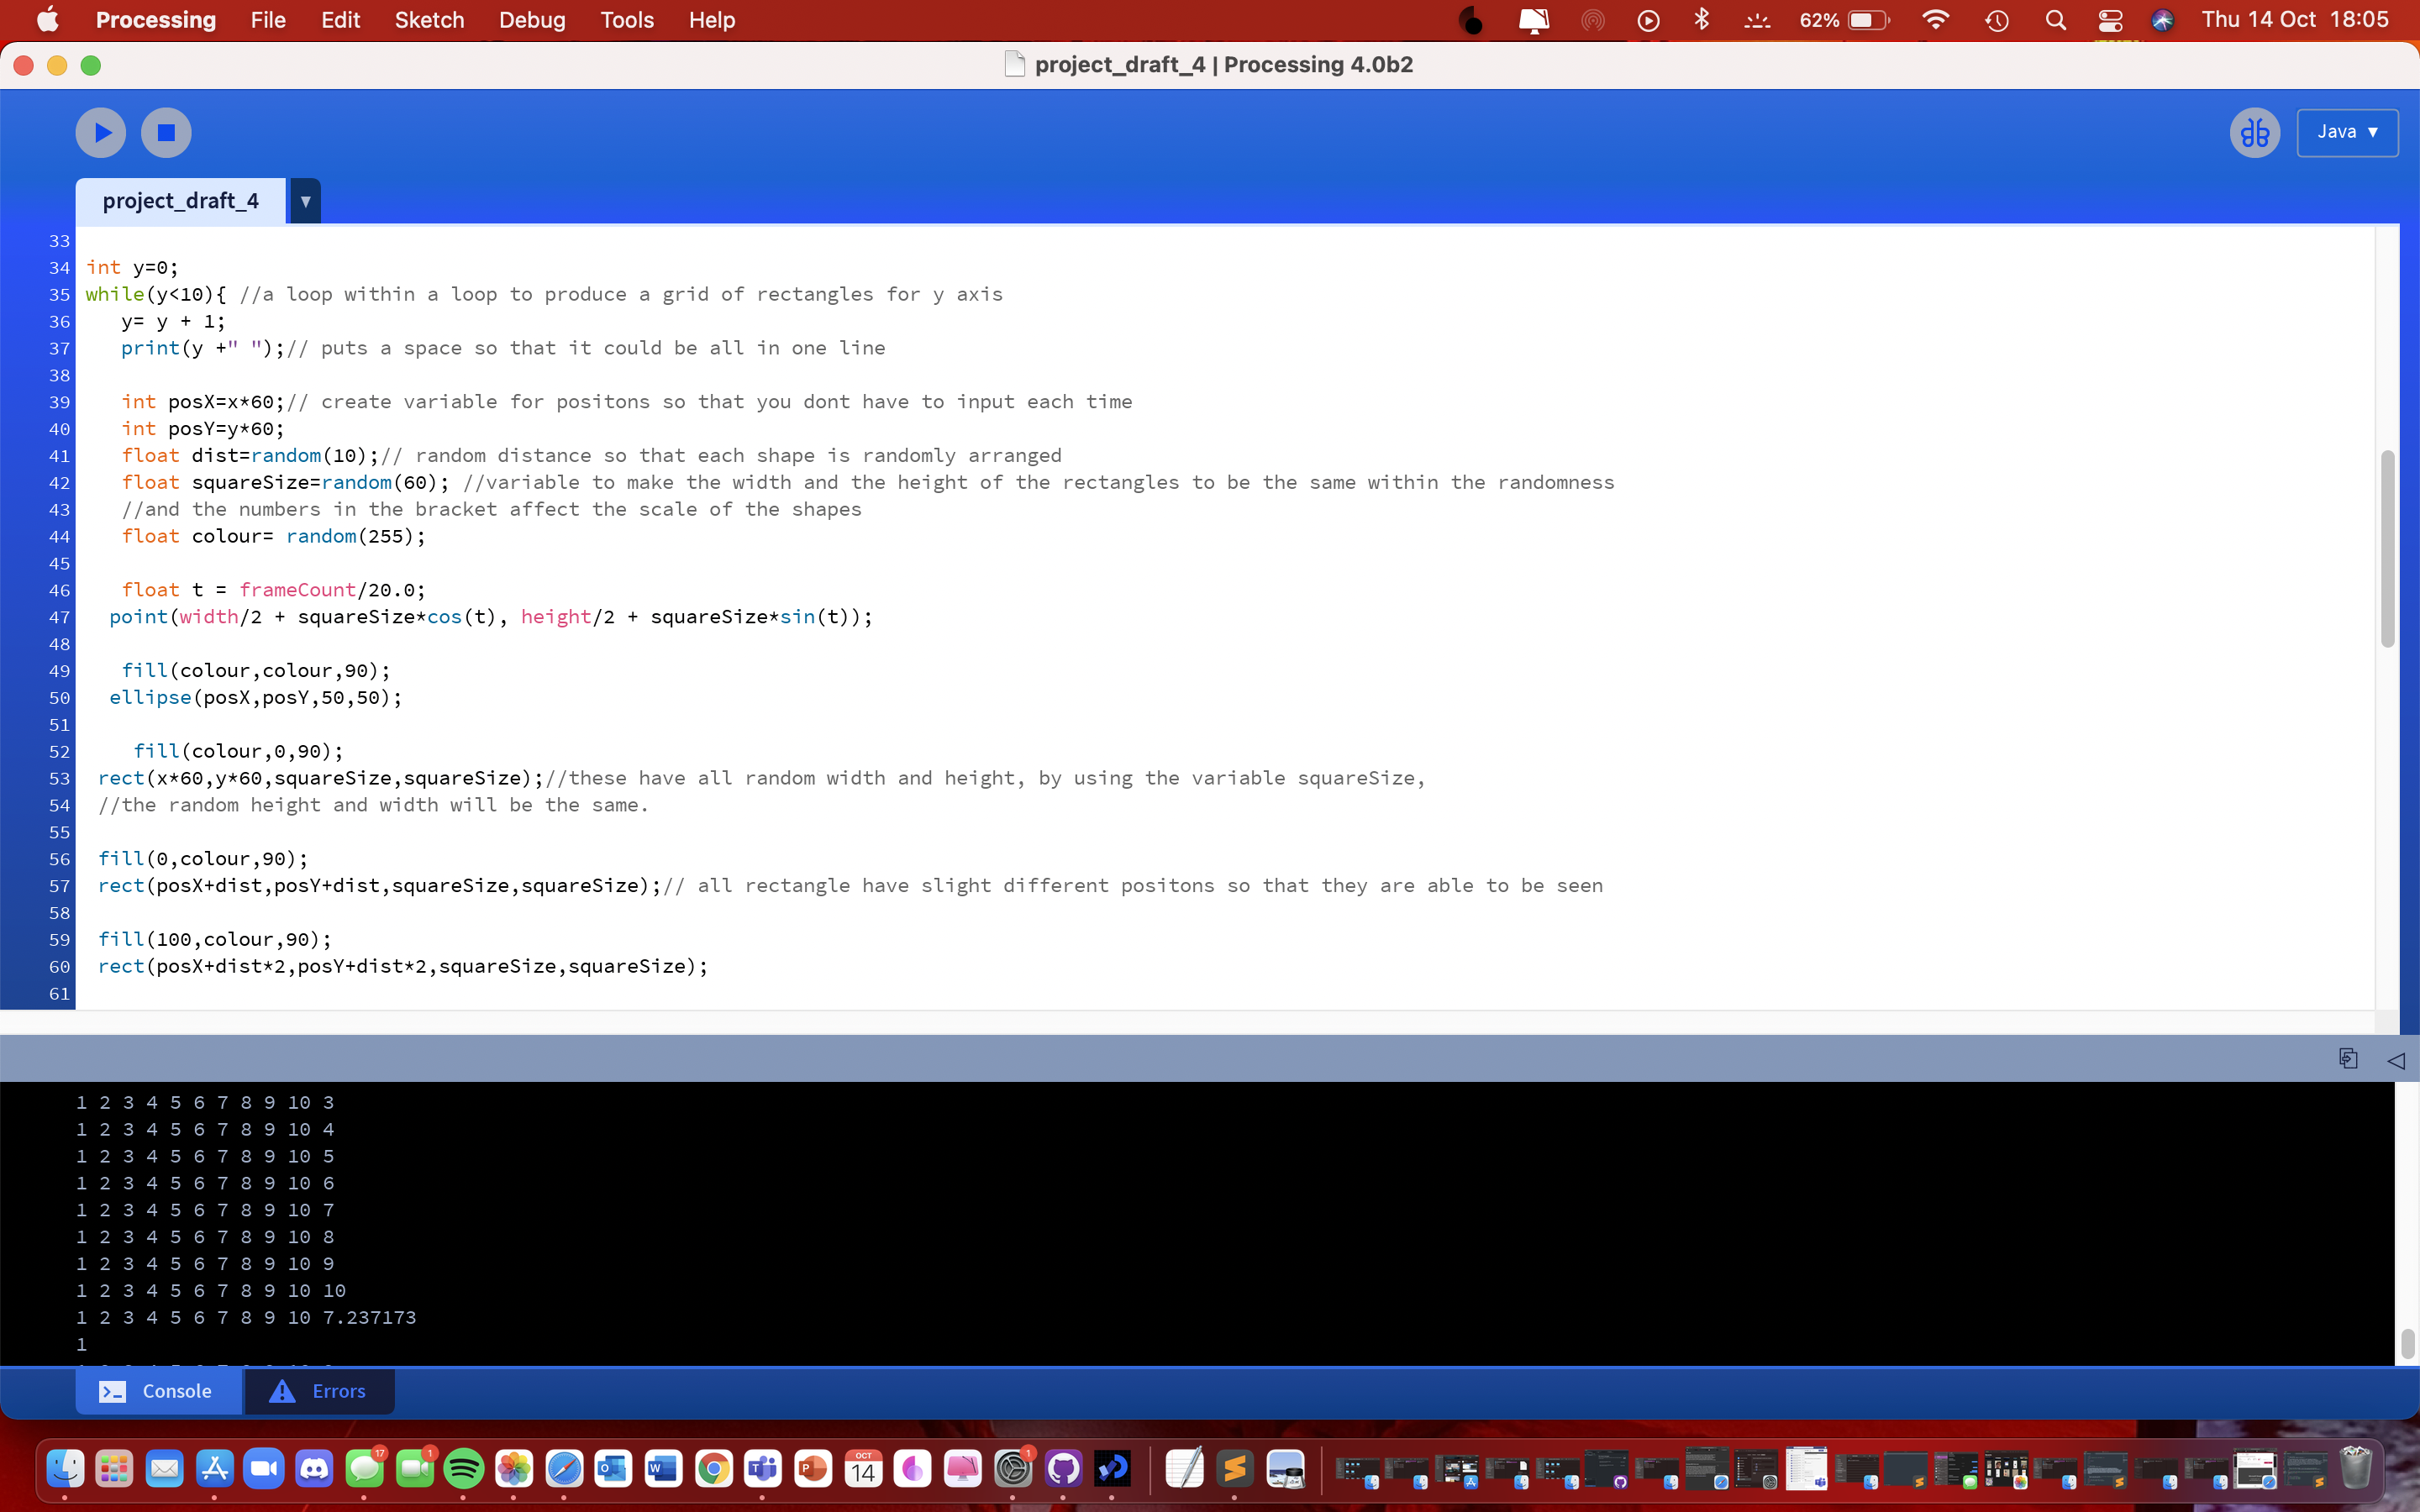 Processing File Edit Sketch Debug Tools Help 62% Thu 14 Oct 18:05
project_draft_4 | Processing 4.0b2
Java ▼
project_draft_4 ▼
33
34 int y=0;
35 while(y<10){ //a loop within a loop to produce a grid of rectangles for y axis
36 y= y + 1;
37 print(y +" ");// puts a space so that it could be all in one line
38
39 int posX=x*60;// create variable for positons so that you dont have to input each time
40 int posY=y*60;
41 float dist=random(10);// random distance so that each shape is randomly arranged
42 float squareSize=random(60); //variable to make the width and the height of the rectangles to be the same within the randomness
43 //and the numbers in the bracket affect the scale of the shapes
44 float colour= random(255);
45
46 float t = frameCount/20.0;
47 point(width/2 + squareSize*cos(t), height/2 + squareSize*sin(t));
48
49 fill(colour,colour,90);
50 ellipse(posX,posY,50,50);
51
52 fill(colour,0,90);
53 rect(x*60,y*60,squareSize,squareSize);//these have all random width and height, by using the variable squareSize,
54 //the random height and width will be the same.
55
56 fill(0,colour,90);
57 rect(posX+dist,posY+dist,squareSize,squareSize);// all rectangle have slight different positons so that they are able to be seen
58
59 fill(100,colour,90);
60 rect(posX+dist*2,posY+dist*2,squareSize,squareSize);
61
1 2 3 4 5 6 7 8 9 10 3
1 2 3 4 5 6 7 8 9 10 4
1 2 3 4 5 6 7 8 9 10 5
1 2 3 4 5 6 7 8 9 10 6
1 2 3 4 5 6 7 8 9 10 7
1 2 3 4 5 6 7 8 9 10 8
1 2 3 4 5 6 7 8 9 10 9
1 2 3 4 5 6 7 8 9 10 10
1 2 3 4 5 6 7 8 9 10 7.237173
1
Console Errors
17 1 OCT 1
14